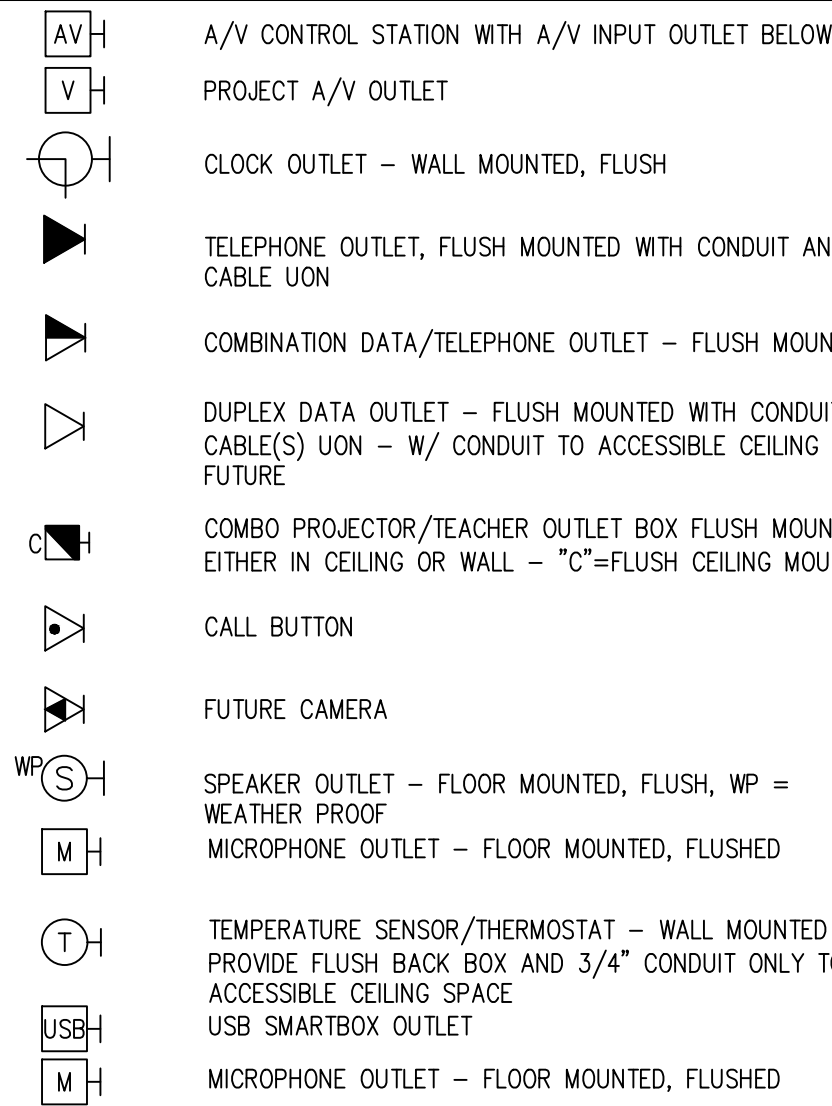 AV A/V CONTROL STATION WITH A/V INPUT OUTLET BELOW
V PROJECT A/V OUTLET
CLOCK OUTLET – WALL MOUNTED, FLUSH
TELEPHONE OUTLET, FLUSH MOUNTED WITH CONDUIT AN
CABLE UON
COMBINATION DATA/TELEPHONE OUTLET – FLUSH MOUN
DUPLEX DATA OUTLET – FLUSH MOUNTED WITH CONDUIT
CABLE(S) UON – W/ CONDUIT TO ACCESSIBLE CEILING
FUTURE
C COMBO PROJECTOR/TEACHER OUTLET BOX FLUSH MOUN
EITHER IN CEILING OR WALL – "C"=FLUSH CEILING MOU
CALL BUTTON
FUTURE CAMERA
WP S SPEAKER OUTLET – FLOOR MOUNTED, FLUSH, WP =
WEATHER PROOF
M MICROPHONE OUTLET – FLOOR MOUNTED, FLUSHED
T TEMPERATURE SENSOR/THERMOSTAT – WALL MOUNTED
PROVIDE FLUSH BACK BOX AND 3/4" CONDUIT ONLY TO
ACCESSIBLE CEILING SPACE
USB USB SMARTBOX OUTLET
M MICROPHONE OUTLET – FLOOR MOUNTED, FLUSHED